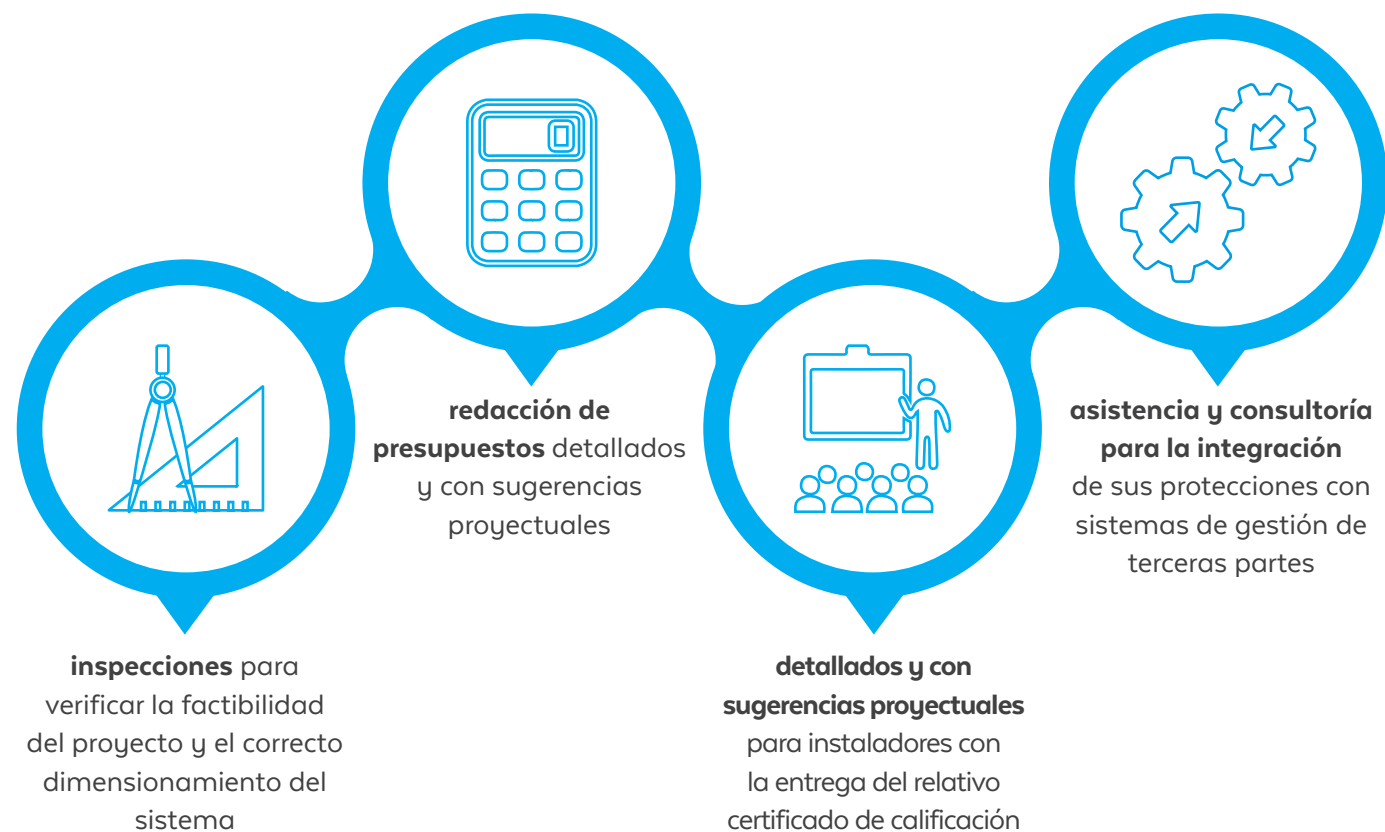 inspecciones para
verificar la factibilidad
del proyecto y el correcto
dimensionamiento del
sistema
redacción de
presupuestos detallados
y con sugerencias
proyectuales
detallados y con
sugerencias proyectuales
para instaladores con
la entrega del relativo
certificado de calificación
asistencia y consultoría
para la integración
de sus protecciones con
sistemas de gestión de
terceras partes